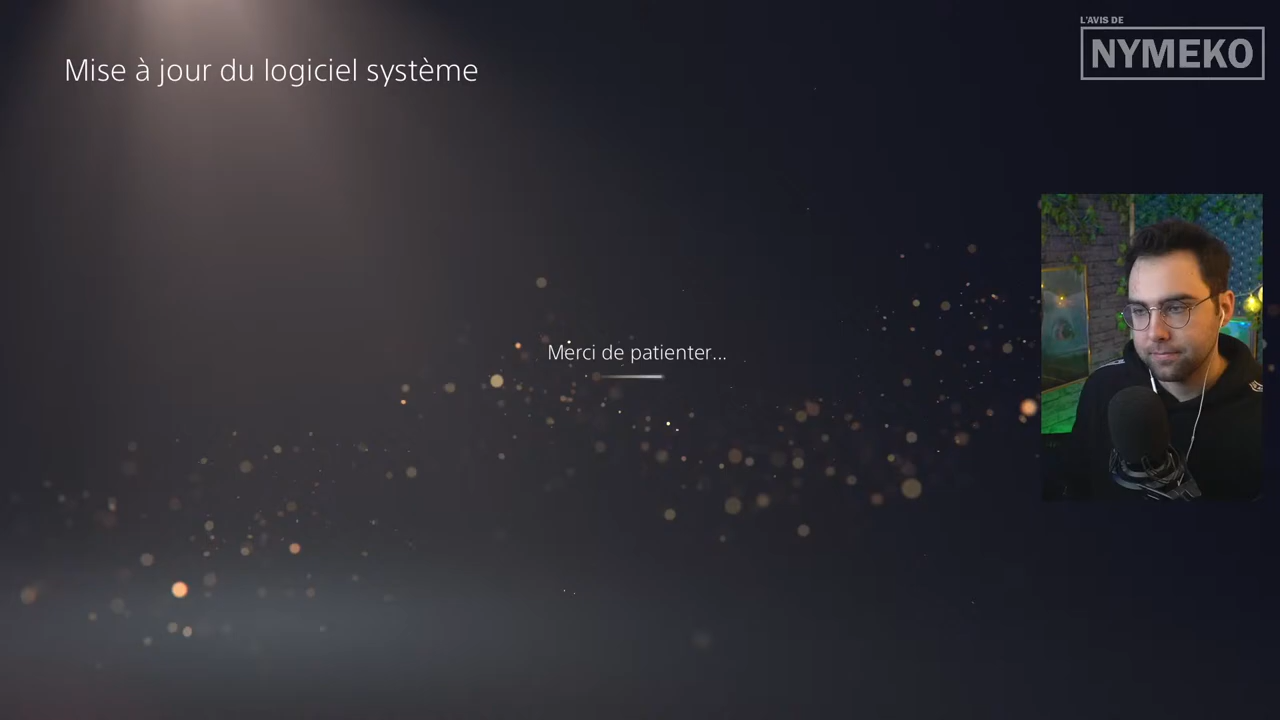 L'AVIS DE
NYMEKO
Mise à jour du logiciel système
Merci de patienter...